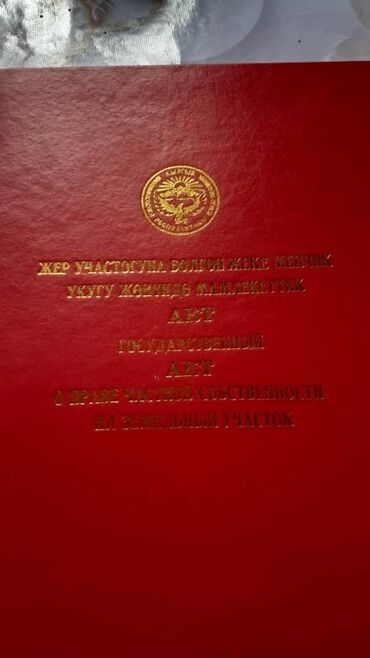 ЖЕР УЧАСТОГУНА БОЛГОН ЖЕКЕ МЕНЧИК
УКУГУ ЖӨНҮНДӨ МАМЛЕКЕТТИК
АКТ
ГОСУДАРСТВЕННЫЙ
АКТ
О ПРАВЕ ЧАСТНОЙ СОБСТВЕННОСТИ
НА ЗЕМЕЛЬНЫЙ УЧАСТОК